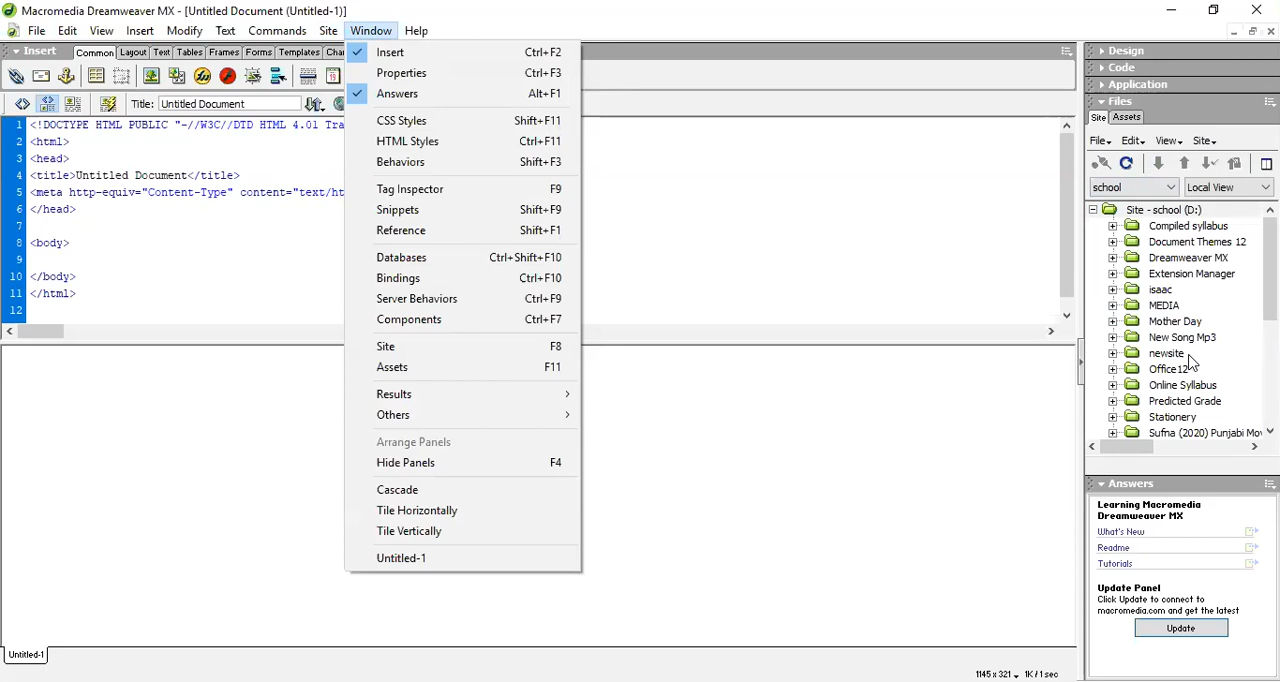 Macromedia Dreamweaver MX - [Untitled Document (Untitled-1)]
File Edit View Insert Modify Text Commands Site Window Help
Insert Common Layout Text Tables Frames Forms Templates
Title: Untitled Document
1 <!DOCTYPE HTML PUBLIC "-//W3C//DTD HTML 4.01 Tra
2 <html>
3 <head>
4 <title>Untitled Document</title>
5 <meta http-equiv="Content-Type" content="text/ht
6 </head>
7
8 <body>
9
10 </body>
11 </html>
12
Insert Ctrl+F2
Properties Ctrl+F3
Answers Alt+F1
CSS Styles Shift+F11
HTML Styles Ctrl+F11
Behaviors Shift+F3
Tag Inspector F9
Snippets Shift+F9
Reference Shift+F1
Databases Ctrl+Shift+F10
Bindings Ctrl+F10
Server Behaviors Ctrl+F9
Components Ctrl+F7
Site F8
Assets F11
Results
Others
Arrange Panels
Hide Panels F4
Cascade
Tile Horizontally
Tile Vertically
Untitled-1
Design
Code
Application
Files
Site Assets
File Edit View Site
school Local View
Site - school (D:)
Compiled syllabus
Document Themes 12
Dreamweaver MX
Extension Manager
isaac
MEDIA
Mother Day
New Song Mp3
newsite
Office12
Online Syllabus
Predicted Grade
Stationery
Sufna (2020) Punjabi Mov
Answers
Learning Macromedia
Dreamweaver MX
What's New
Readme
Tutorials
Update Panel
Click Update to connect to
macromedia.com and get the latest
Update
Untitled-1
1145 x 321 1K / 1 sec